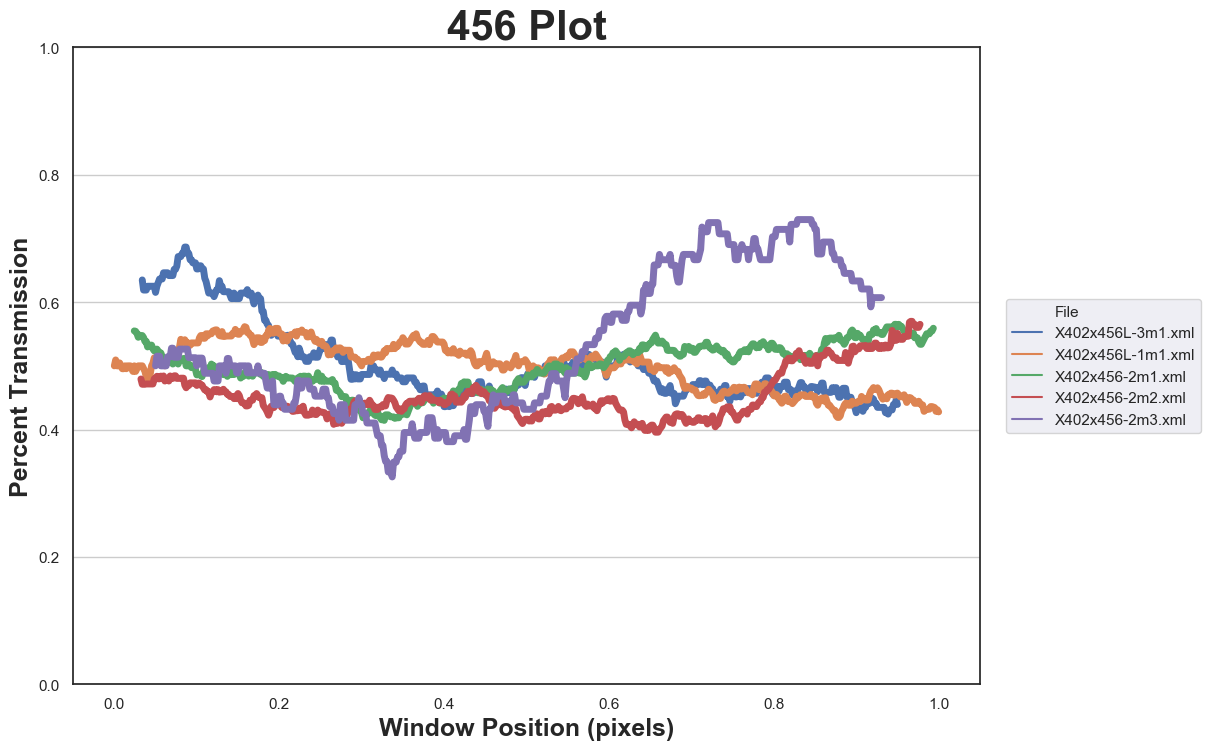 456 Plot
1.0
0.8
0.6
0.4
0.2
0.0
Percent Transmission
0.0 0.2 0.4 0.6 0.8 1.0
Window Position (pixels)
File
X402x456L-3m1.xml
X402x456L-1m1.xml
X402x456-2m1.xml
X402x456-2m2.xml
X402x456-2m3.xml